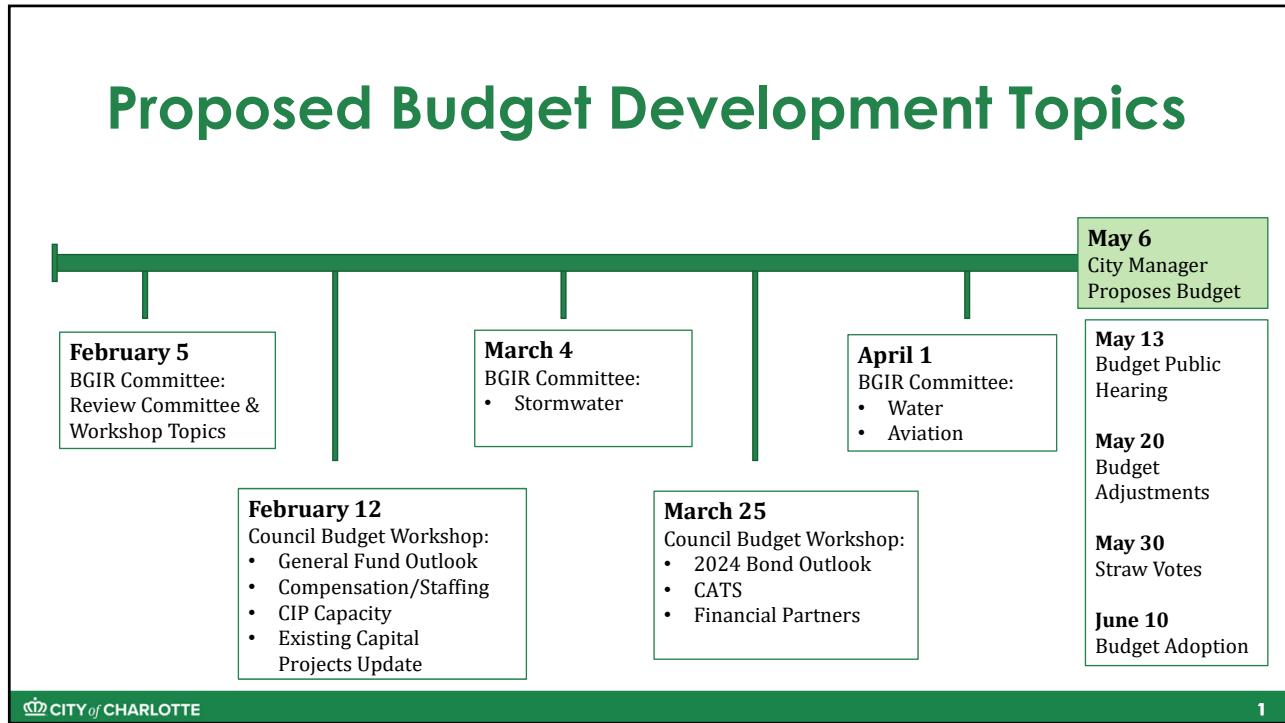 Proposed Budget Development Topics
February 5
BGIR Committee:
Review Committee &
Workshop Topics
February 12
Council Budget Workshop:
• General Fund Outlook
• Compensation/Staffing
• CIP Capacity
• Existing Capital
Projects Update
March 4
BGIR Committee:
• Stormwater
March 25
Council Budget Workshop:
• 2024 Bond Outlook
• CATS
• Financial Partners
April 1
BGIR Committee:
• Water
• Aviation
May 6
City Manager
Proposes Budget
May 13
Budget Public
Hearing
May 20
Budget
Adjustments
May 30
Straw Votes
June 10
Budget Adoption
CITY of CHARLOTTE
1